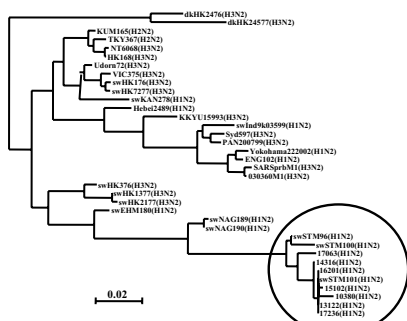 dkHK2476(H3N2)
dkHK24577(H3N2)
KUM165(H2N2)
TKY367(H2N2)
NT6068(H3N2)
HK168(H3N2)
Udorn72(H3N2)
VIC375(H3N2)
swHK176(H3N2)
swHK7277(H3N2)
swKAN278(H1N2)
Hebei2489(H1N2)
KKYU15993(H3N2)
swInd9k03599(H1N2)
Syd597(H3N2)
PAN200799(H3N2)
Yokohama222002(H1N2)
ENG102(H1N2)
SARSprbM1(H3N2)
030360M1(H3N2)
swHK376(H3N2)
swHK1377(H3N2)
swHK2177(H3N2)
swEHM180(H1N2)
swNAG189(H1N2)
swNAG190(H1N2)
swSTM96(H1N2)
swSTM100(H1N2)
17063(H1N2)
14316(H1N2)
16201(H1N2)
swSTM101(H1N2)
15102(H1N2)
10380(H1N2)
13122(H1N2)
17236(H1N2)
0.02